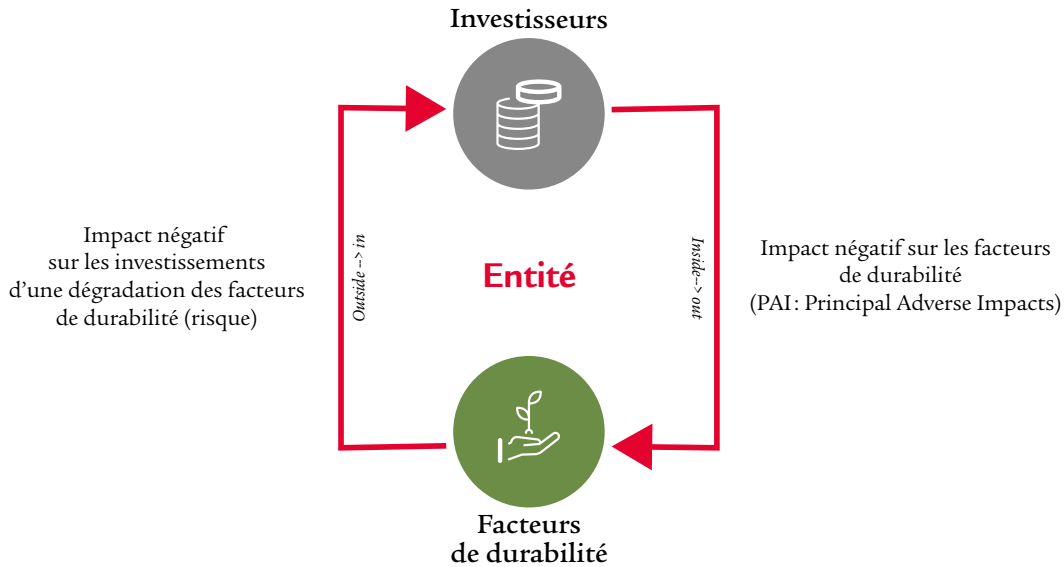 Investisseurs
Impact négatif
sur les investissements
d'une dégradation des facteurs
de durabilité (risque)
Outside --> in
Entité
Inside--> out
Impact négatif sur les facteurs
de durabilité
(PAI : Principal Adverse Impacts)
Facteurs
de durabilité